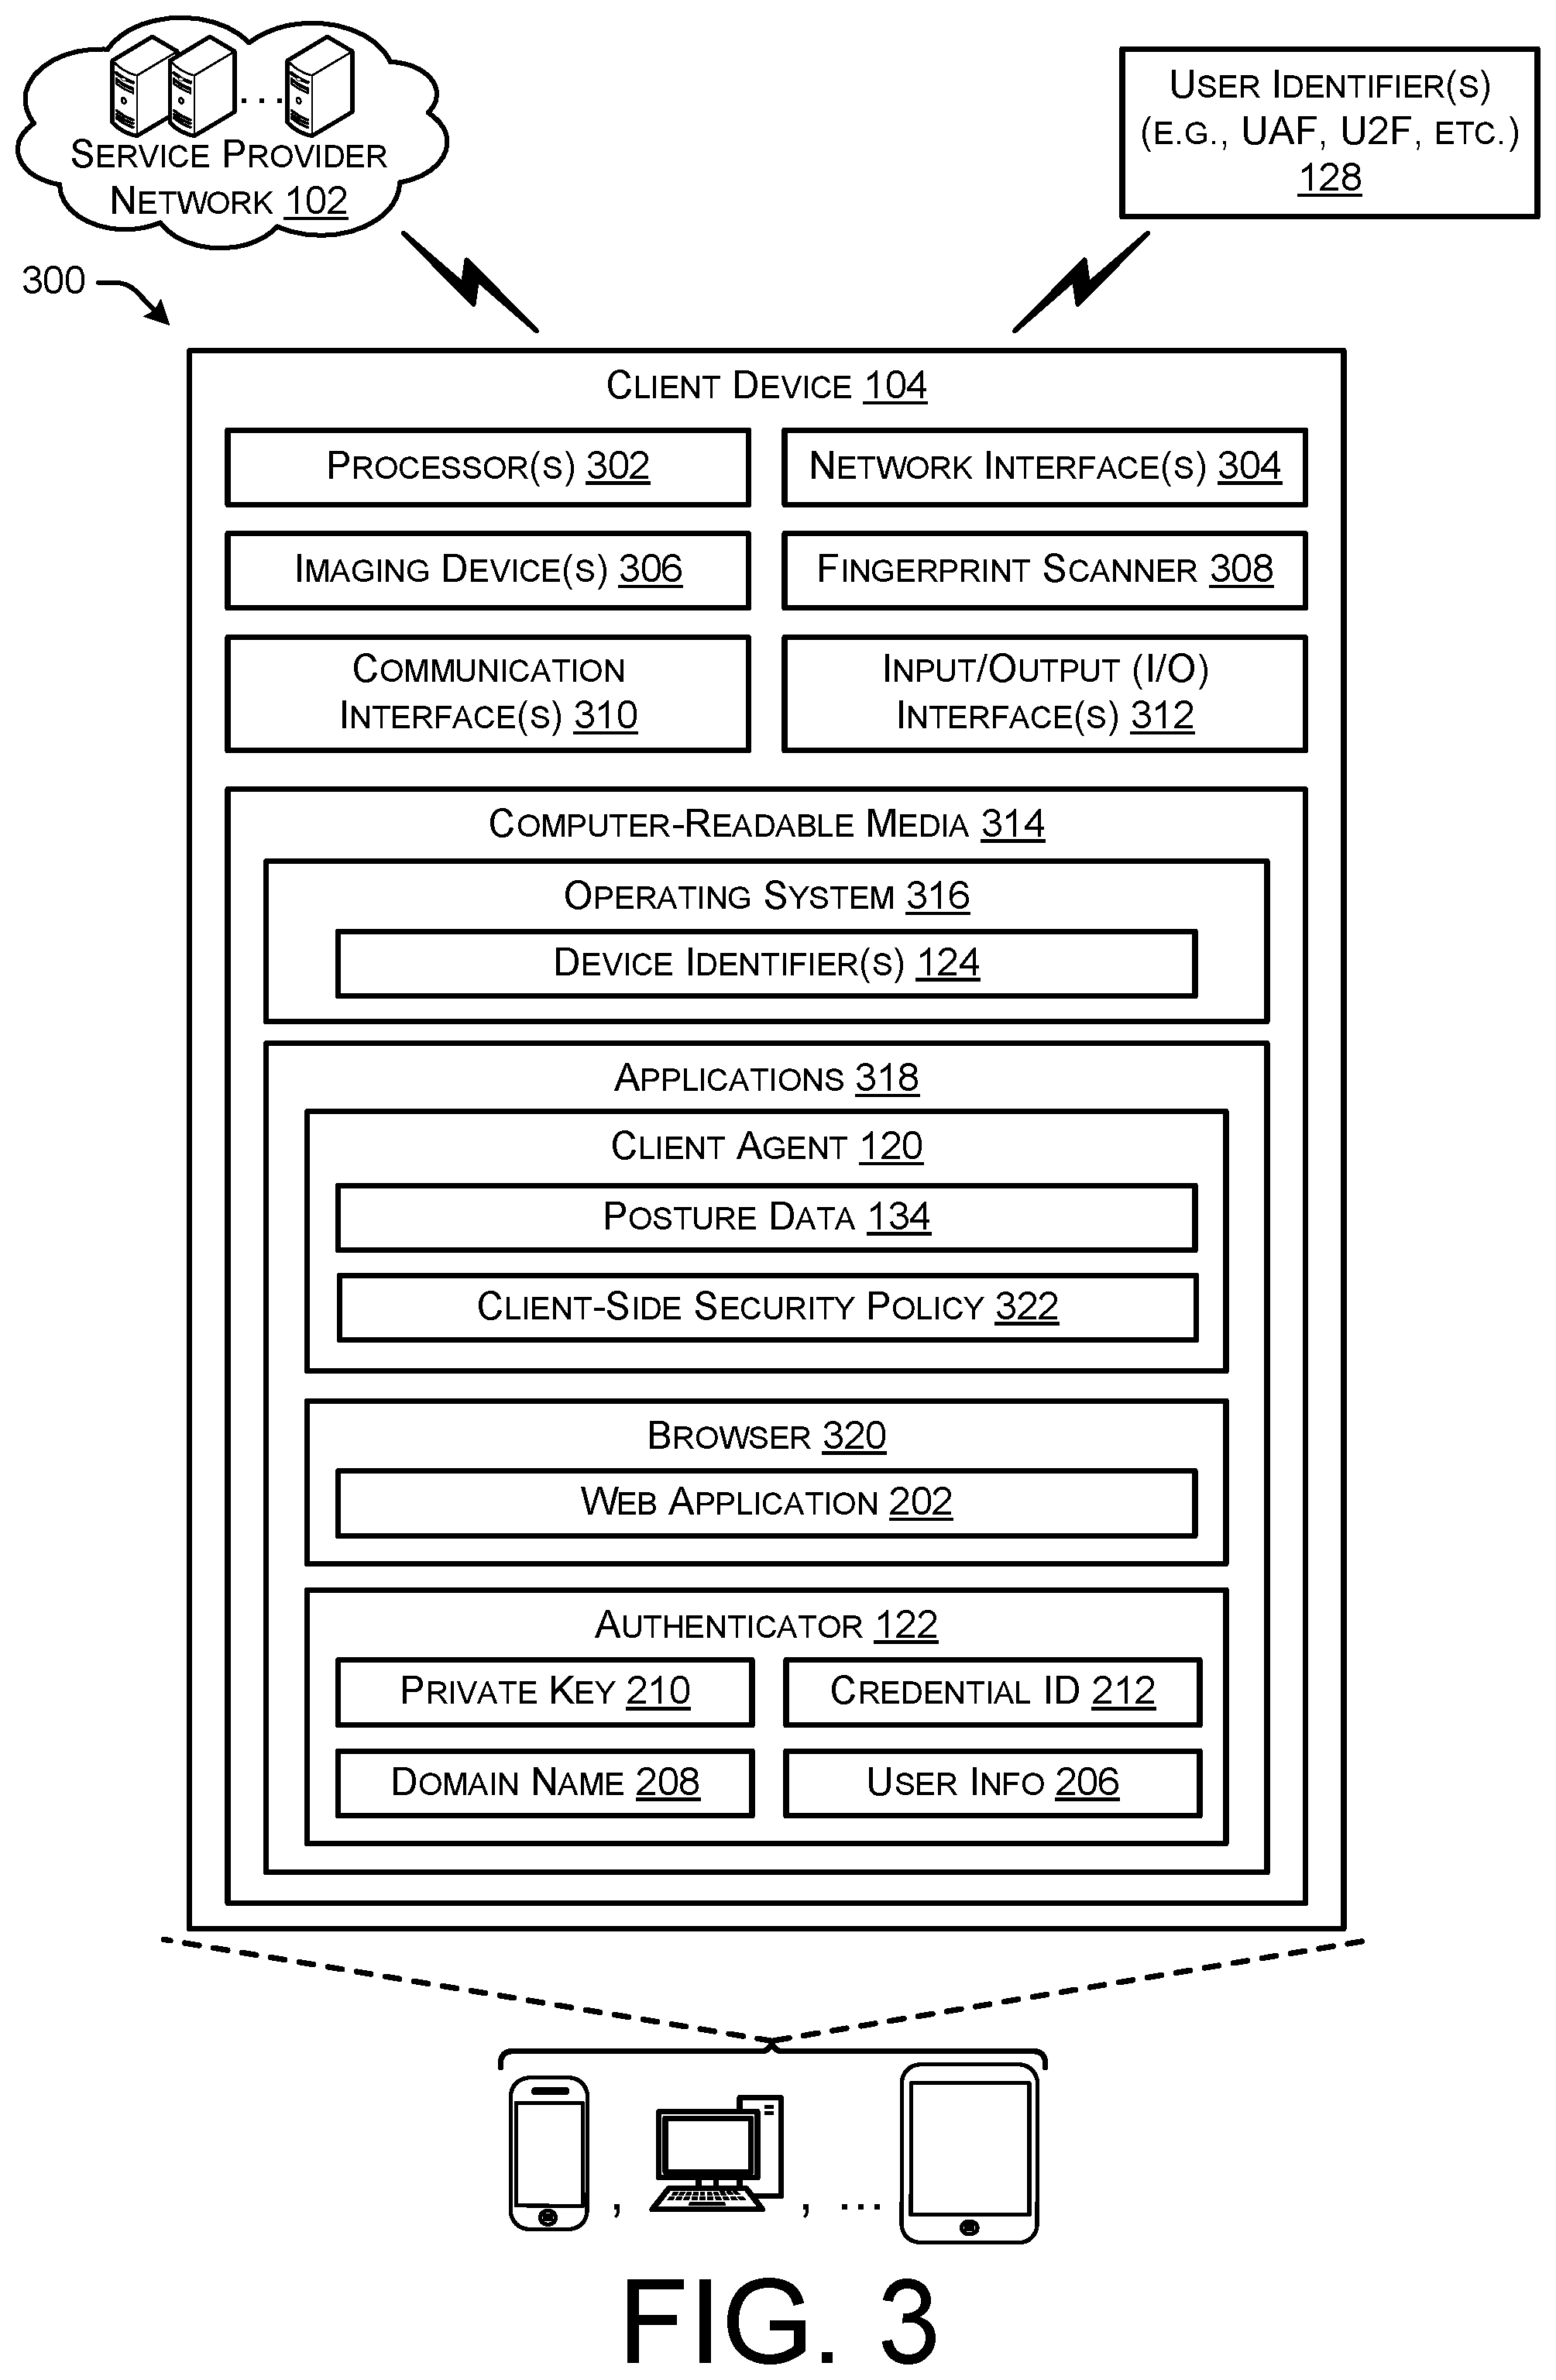 SERVICE PROVIDER
NETWORK 102
USER IDENTIFIER(S)
(E.G., UAF, U2F, ETC.)
128
300
CLIENT DEVICE 104
PROCESSOR(S) 302
NETWORK INTERFACE(S) 304
IMAGING DEVICE(S) 306
FINGERPRINT SCANNER 308
COMMUNICATION
INTERFACE(S) 310
INPUT/OUTPUT (I/O)
INTERFACE(S) 312
COMPUTER-READABLE MEDIA 314
OPERATING SYSTEM 316
DEVICE IDENTIFIER(S) 124
APPLICATIONS 318
CLIENT AGENT 120
POSTURE DATA 134
CLIENT-SIDE SECURITY POLICY 322
BROWSER 320
WEB APPLICATION 202
AUTHENTICATOR 122
PRIVATE KEY 210
CREDENTIAL ID 212
DOMAIN NAME 208
USER INFO 206
, , ...
FIG. 3